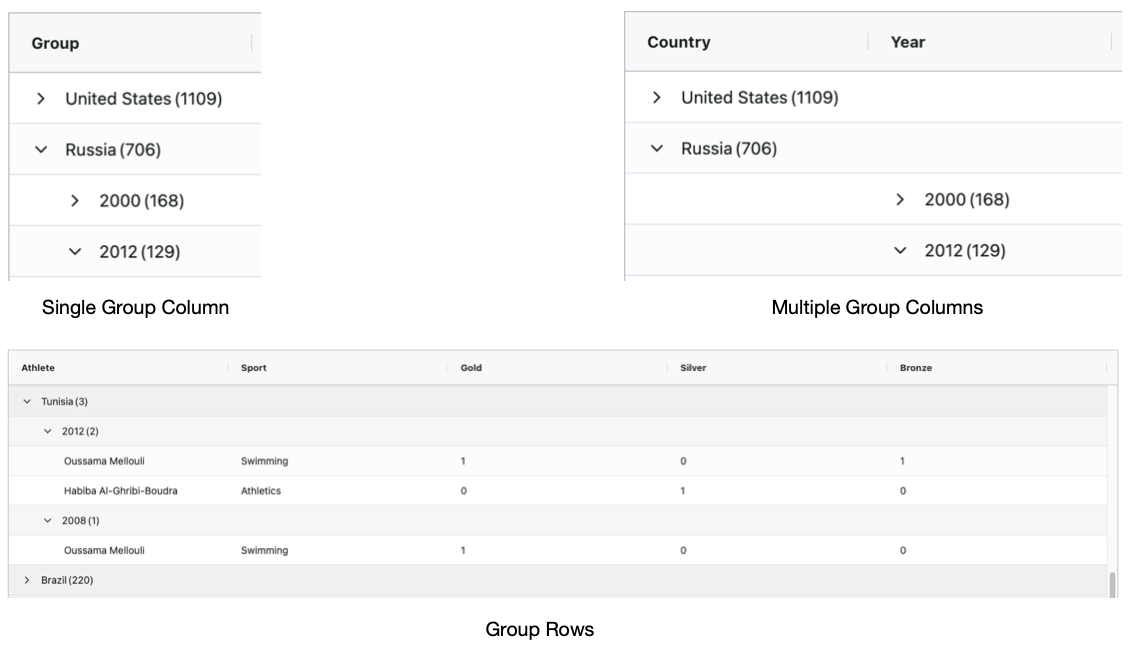 Group
United States (1109)
Russia (706)
2000 (168)
2012 (129)
Single Group Column
Country Year
United States (1109)
Russia (706)
2000 (168)
2012 (129)
Multiple Group Columns
Athlete Sport Gold Silver Bronze
Tunisia (3)
2012 (2)
Oussama Mellouli Swimming 1 0 1
Habiba Al-Ghribi-Boudra Athletics 0 1 0
2008 (1)
Oussama Mellouli Swimming 1 0 0
Brazil (220)
Group Rows